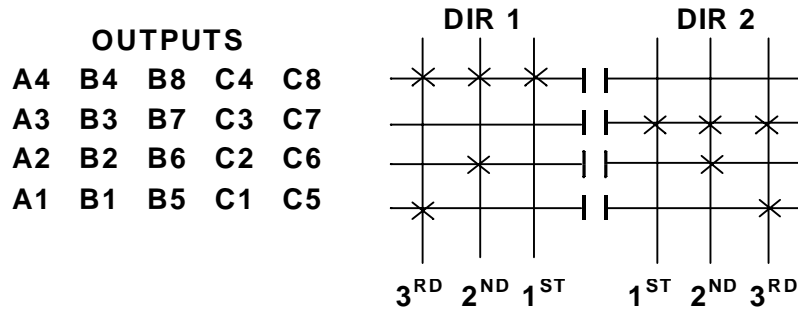 DIR 1 DIR 2
OUTPUTS
A4 B4 B8 C4 C8
A3 B3 B7 C3 C7
A2 B2 B6 C2 C6
A1 B1 B5 C1 C5
3RD 2ND 1ST 1ST 2ND 3RD